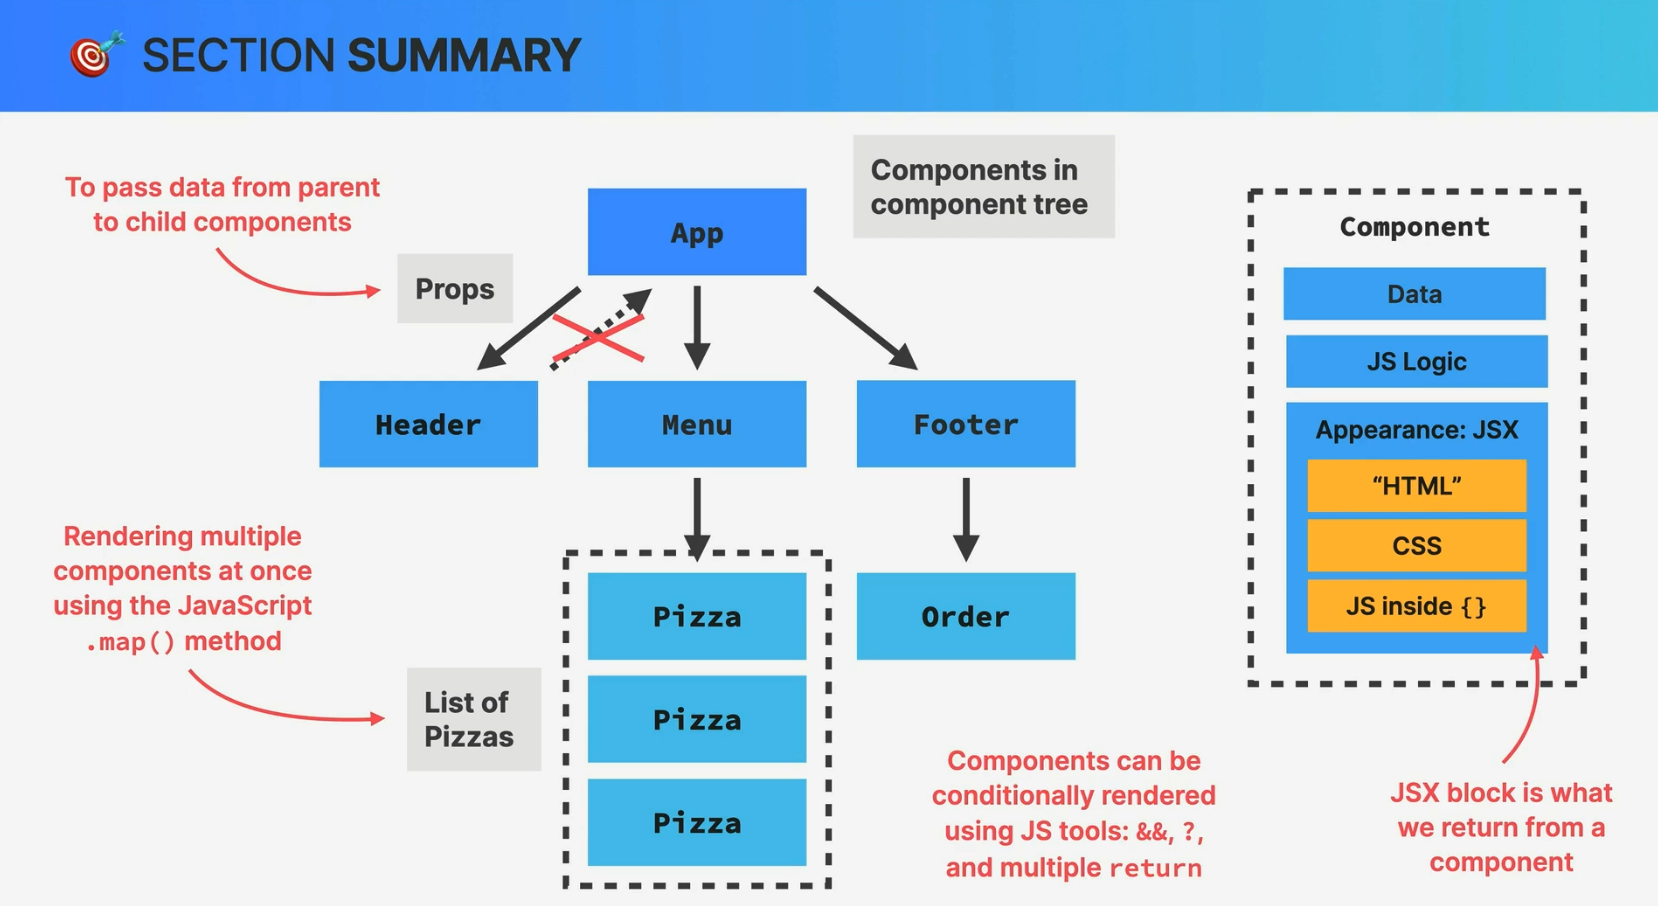 SECTION SUMMARY
To pass data from parent
to child components
Props
App
Components in
component tree
Header
Menu
Footer
Rendering multiple
components at once
using the JavaScript
.map() method
List of
Pizzas
Pizza
Pizza
Pizza
Order
Components can be
conditionally rendered
using JS tools: &&, ?,
and multiple return
Component
Data
JS Logic
Appearance: JSX
“HTML”
CSS
JS inside {}
JSX block is what
we return from a
component